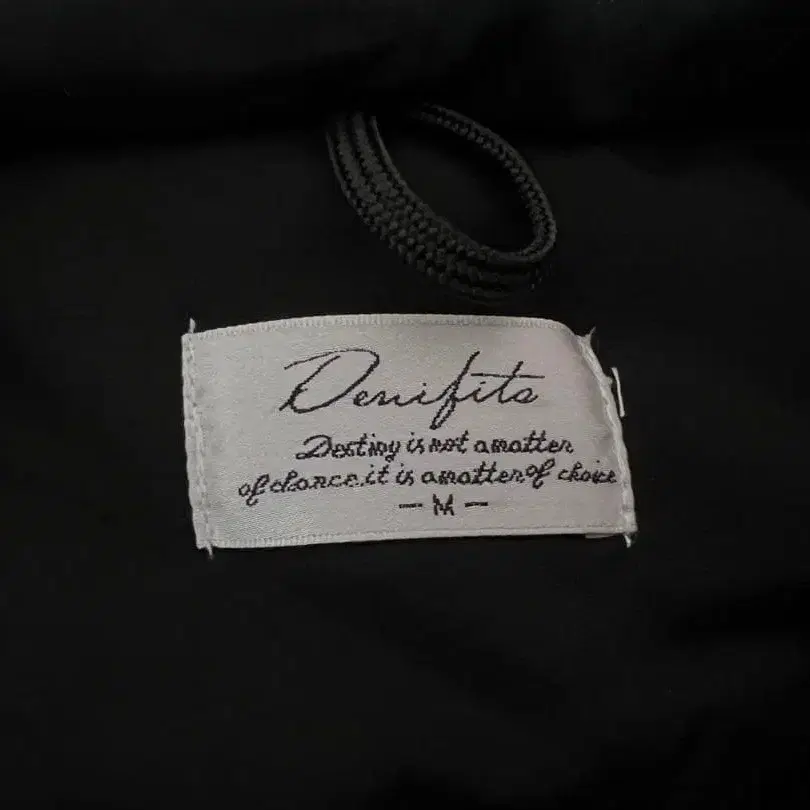 Denifits
Destiny is not a matter
of chance.it is a matter of choice
— M —